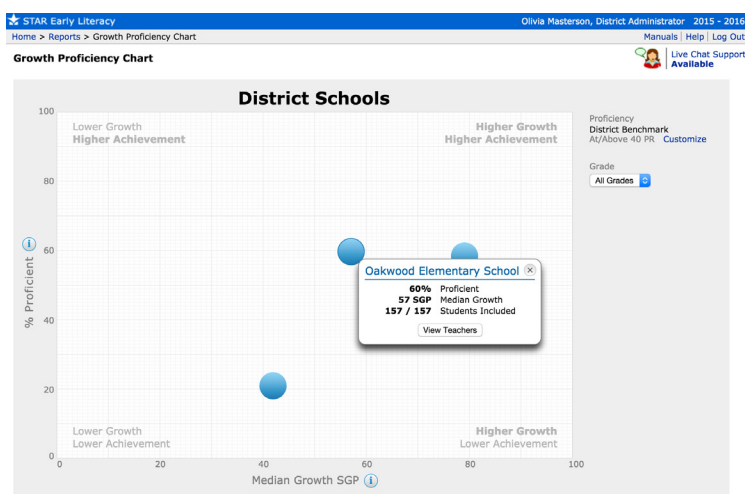 STAR Early Literacy
Olivia Masterson, District Administrator 2015 - 2016
Home > Reports > Growth Proficiency Chart
Manuals | Help | Log Out
Growth Proficiency Chart
Live Chat Support
Available
District Schools
100
Lower Growth
Higher Achievement
Higher Growth
Higher Achievement
Proficiency
District Benchmark
At/Above 40 PR Customize
Grade
All Grades
80
% Proficient i
60
Oakwood Elementary School ×
60% Proficient
57 SGP Median Growth
157 / 157 Students Included
View Teachers
40
20
Lower Growth
Lower Achievement
Higher Growth
Lower Achievement
0
0 20 40 60 80 100
Median Growth SGP i